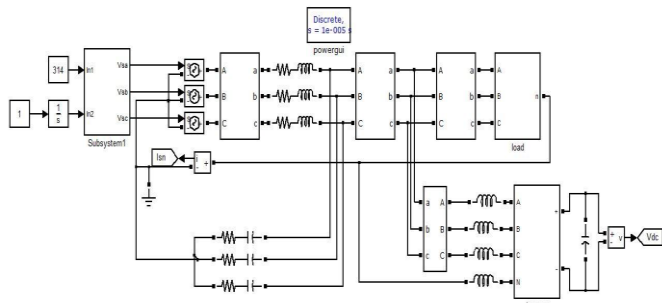 Discrete,
s = 1e-005 s
powergui
314
In1
Vsa
1
1
s
In2
Vsb
Vsc
Subsystem1
s
-
s
-
s
-
A
B
C
a
b
c
A
B
C
a
b
c
A
B
C
a
b
c
A
B
C
n
load
Isn
i
+
-
a
b
c
A
B
C
A
B
C
N
+
-
+
-
v
Vdc